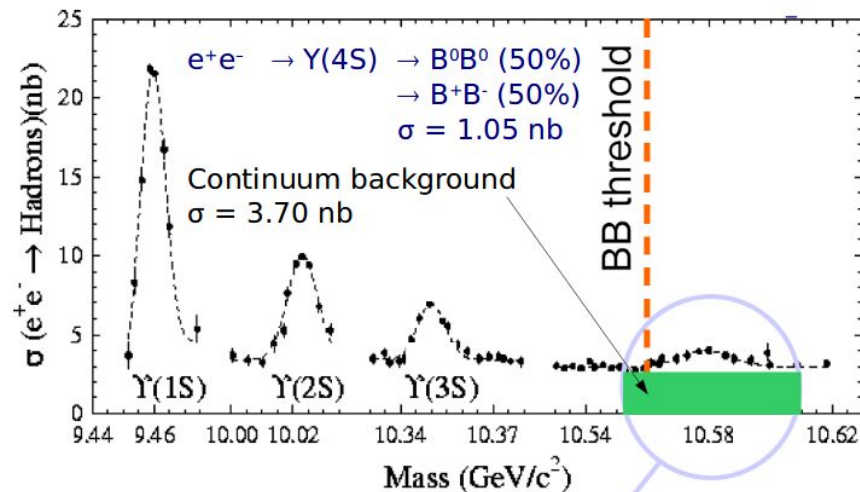 e⁺e⁻ → Y(4S) → B⁰B⁰ (50%)
→ B⁺B⁻ (50%)
σ = 1.05 nb
Continuum background
σ = 3.70 nb
BB threshold
σ (e⁺e⁻ → Hadrons)(nb)
25
20
15
10
5
0
ϒ(1S) ϒ(2S) ϒ(3S)
9.44 9.46 10.00 10.02 10.34 10.37 10.54 10.58 10.62
Mass (GeV/c²)